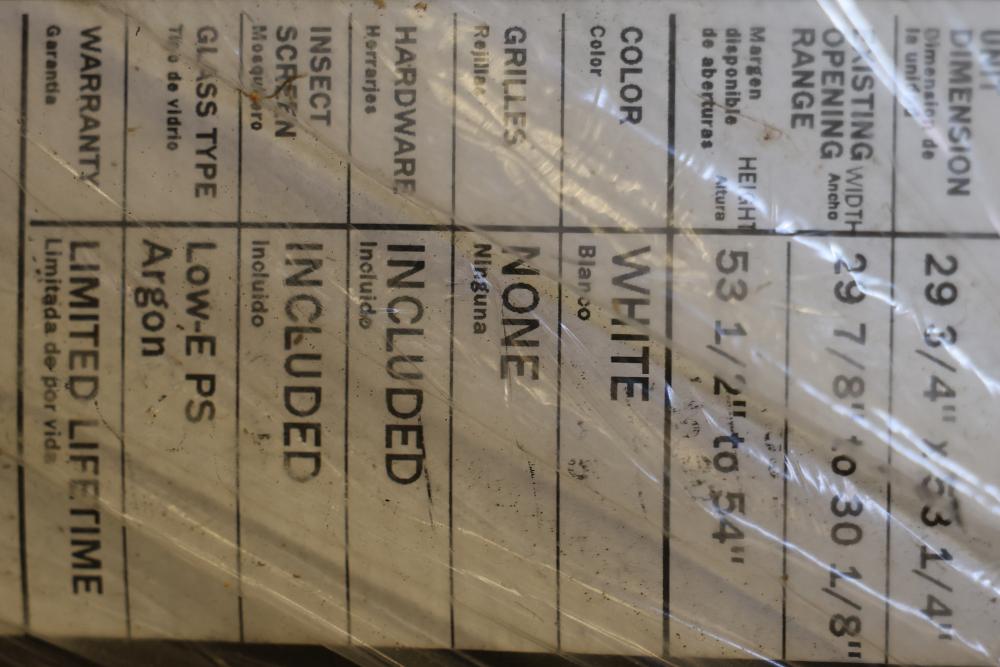 UNIT
DIMENSION
Dimension de
la unidad
29 3/4" x 53 1/4"
EXISTING
OPENING
RANGE
WIDTH
Ancho
29 7/8" to 30 1/8"
Margen
disponible
de aberturas
HEIGHT
Altura
53 1/2" to 54"
COLOR
Color
WHITE
Blanco
GRILLES
Rejillas
NONE
Ninguna
HARDWARE
Herrarjes
INCLUDED
Incluido
INSECT
SCREEN
Mosquitero
INCLUDED
Incluido
GLASS TYPE
Tipo de vidrio
LOW-E PS
Argon
WARRANTY
Garantia
LIMITED LIFETIME
Limitada de por vida